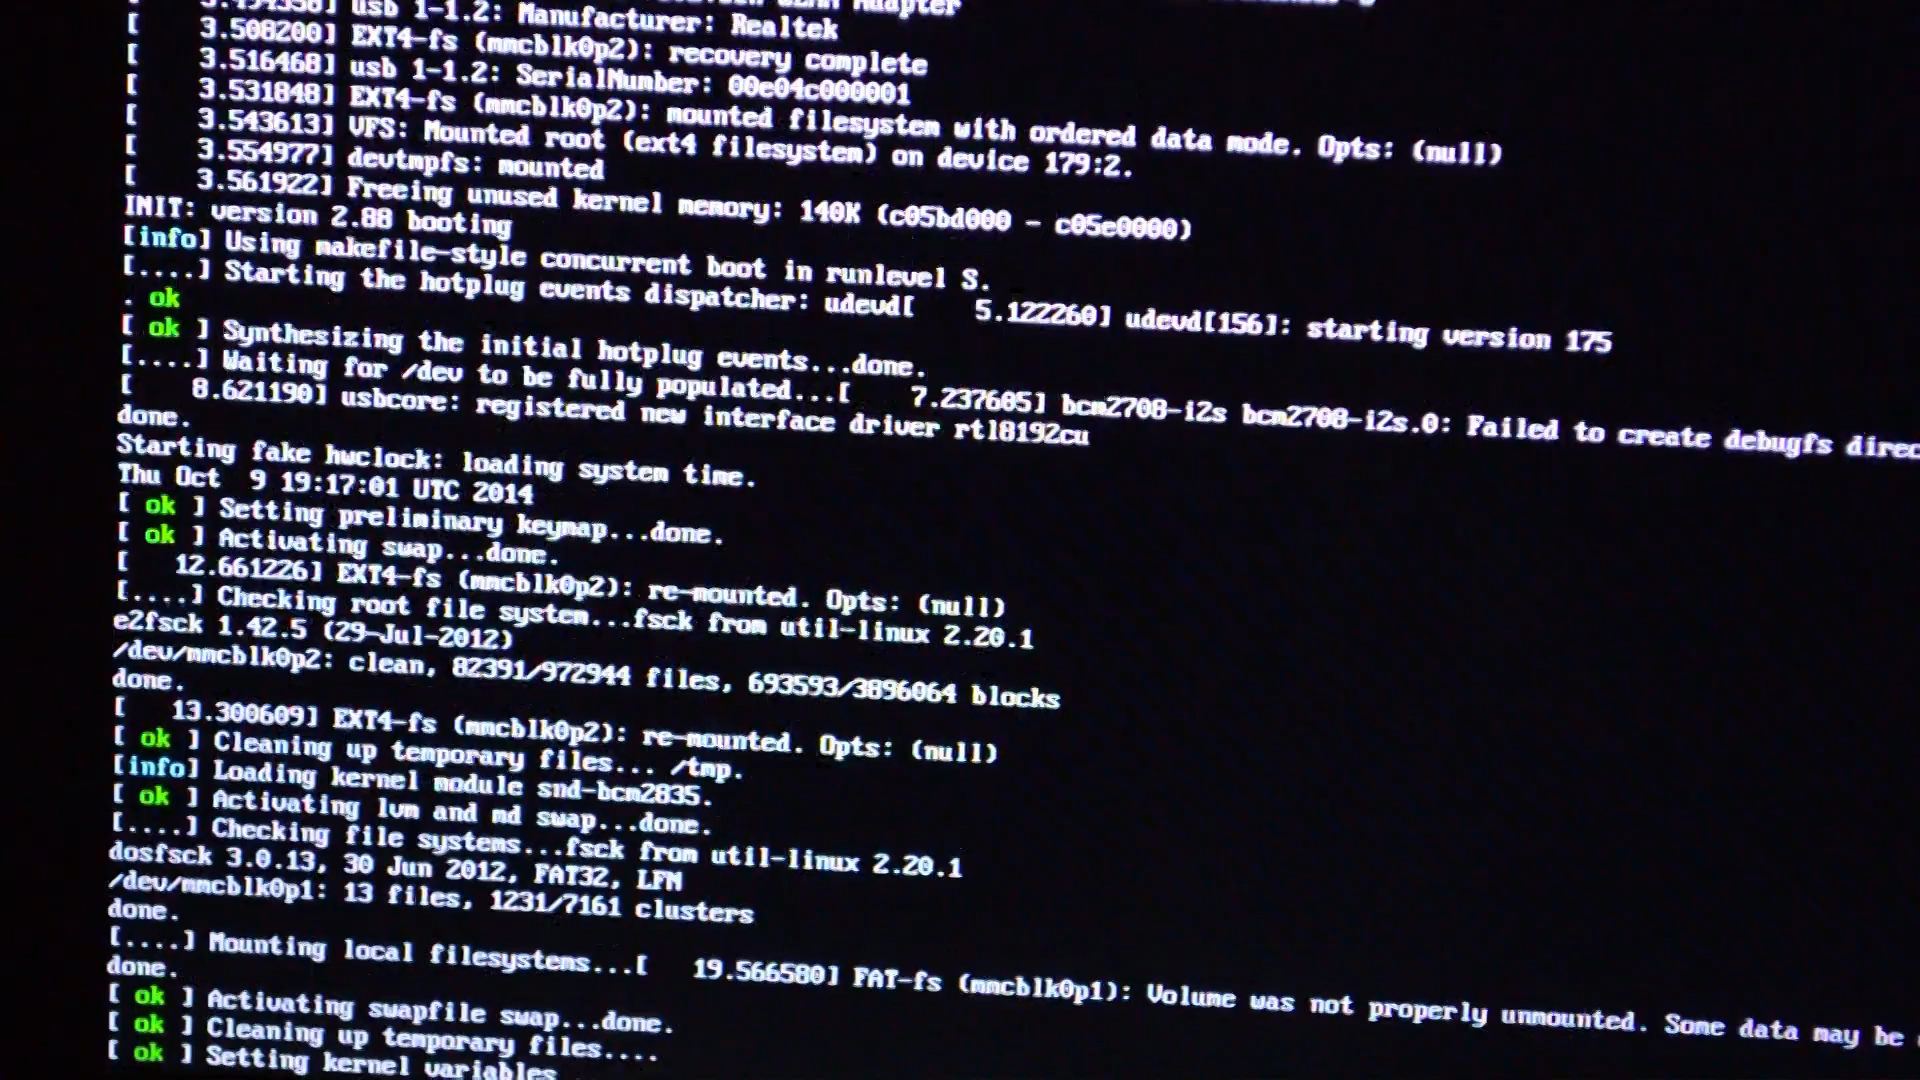 3.494358] usb 1-1.2: Manufacturer: Realtek
[    3.508200] EXT4-fs (mmcblk0p2): recovery complete
[    3.516468] usb 1-1.2: SerialNumber: 00e04c000001
[    3.531848] EXT4-fs (mmcblk0p2): mounted filesystem with ordered data mode. Opts: (null)
[    3.543613] VFS: Mounted root (ext4 filesystem) on device 179:2.
[    3.554977] devtmpfs: mounted
[    3.561922] Freeing unused kernel memory: 140K (c05bd000 - c05e0000)
INIT: version 2.88 booting
[info] Using makefile-style concurrent boot in runlevel S.
[....] Starting the hotplug events dispatcher: udevd[    5.122260] udevd[156]: starting version 175
. ok
[ ok ] Synthesizing the initial hotplug events...done.
[....] Waiting for /dev to be fully populated...[    7.237605] bcm2708-i2s bcm2708-i2s.0: Failed to create debugfs direc
[    8.621190] usbcore: registered new interface driver rtl8192cu
done.
Starting fake hwclock: loading system time.
Thu Oct  9 19:17:01 UTC 2014
[ ok ] Setting preliminary keymap...done.
[ ok ] Activating swap...done.
[   12.661226] EXT4-fs (mmcblk0p2): re-mounted. Opts: (null)
[....] Checking root file system...fsck from util-linux 2.20.1
e2fsck 1.42.5 (29-Jul-2012)
/dev/mmcblk0p2: clean, 82391/972944 files, 693593/3896064 blocks
done.
[   13.300609] EXT4-fs (mmcblk0p2): re-mounted. Opts: (null)
[ ok ] Cleaning up temporary files... /tmp.
[info] Loading kernel module snd-bcm2835.
[ ok ] Activating lvm and md swap...done.
[....] Checking file systems...fsck from util-linux 2.20.1
dosfsck 3.0.13, 30 Jun 2012, FAT32, LFN
/dev/mmcblk0p1: 13 files, 1231/7161 clusters
done.
[....] Mounting local filesystems...[   19.566580] FAT-fs (mmcblk0p1): Volume was not properly unmounted. Some data may be
done.
[ ok ] Activating swapfile swap...done.
[ ok ] Cleaning up temporary files....
[ ok ] Setting kernel variables